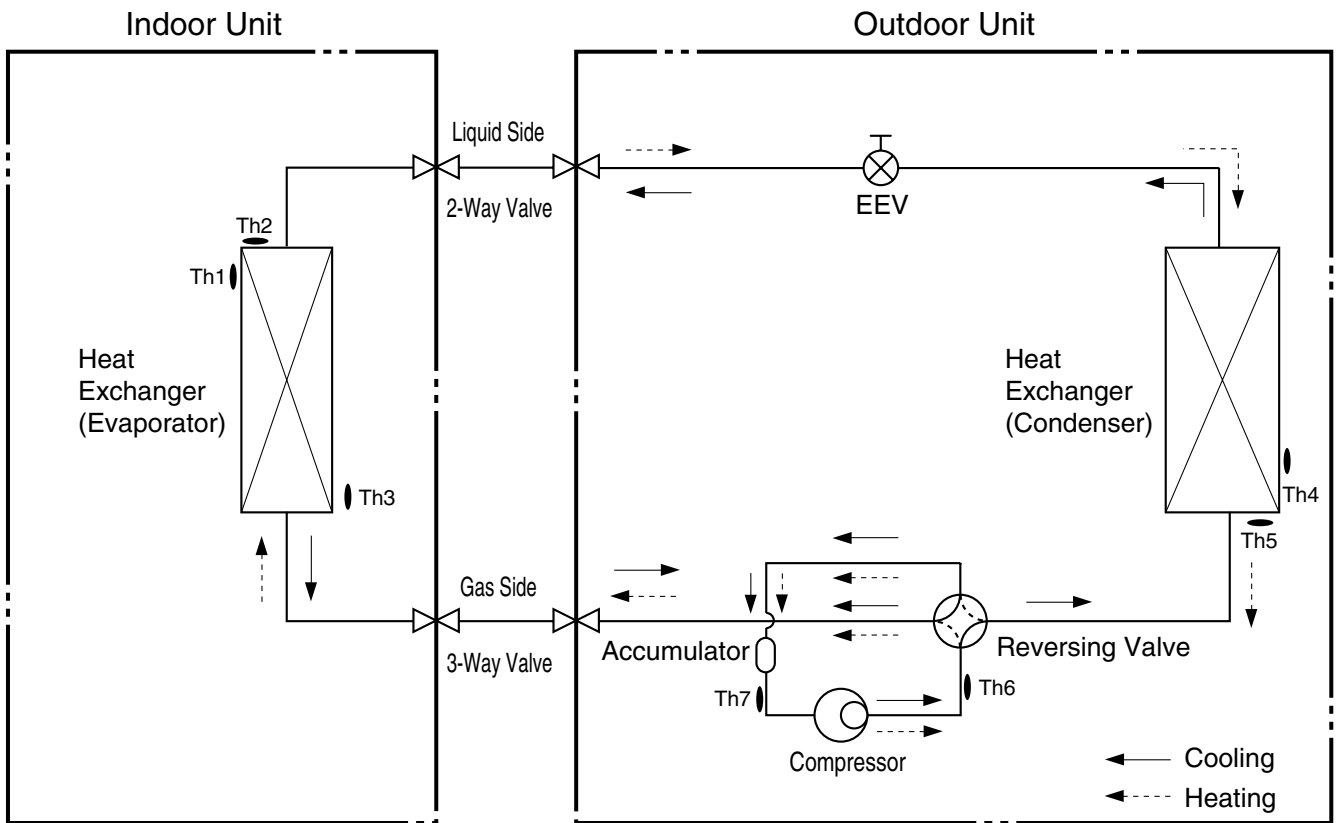 Indoor Unit
Outdoor Unit
Liquid Side
2-Way Valve
EEV
Th2
Th1
Heat
Exchanger
(Evaporator)
Th3
Heat
Exchanger
(Condenser)
Th4
Th5
Gas Side
3-Way Valve
Accumulator
Reversing Valve
Th7
Th6
Compressor
Cooling
Heating